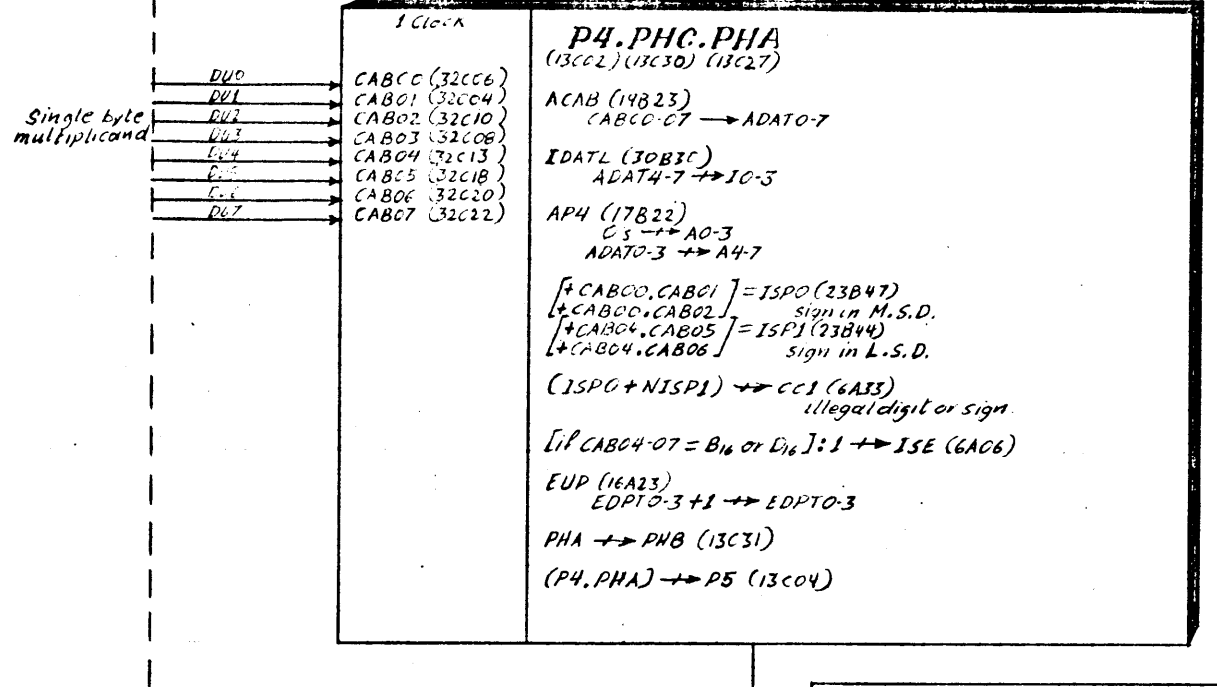 1 Clock
P4.PHC.PHA
(13C02)(13C30) (13C27)
DU0
CABC0 (32C06)
DU1
CAB01 (32C04)
DU2
CAB02 (32C10)
Single byte
multiplicand
DU3
CAB03 (32C08)
DU4
CAB04 (32C13)
CAB05 (32C18)
CAB06 (32C20)
DU7
CAB07 (32C22)
ACAB (14B23)
CABC0-07 → ADAT0-7
IDATL (30B30)
ADAT4-7 ↛ I0-3
AP4 (17B22)
0's ↛ A0-3
ADAT0-3 ↛ A4-7
[+CAB00.CAB01 ] = ISP0 (23B47)
[+CAB00.CAB02 ] sign in M.S.D.
[+CAB04.CAB05 ] = ISP1 (23B44)
[+CAB04.CAB06 ] sign in L.S.D.
(ISP0 + NISP1) ↛ CC1 (6A33)
illegal digit or sign.
[if CAB04-07 = B₁₆ or D₁₆]:1 ↛ ISE (6A06)
EUP (16A23)
EDPT0-3 +1 ↛ EDPT0-3
PHA ↛ PHB (13C31)
(P4.PHA) ↛ P5 (13C04)